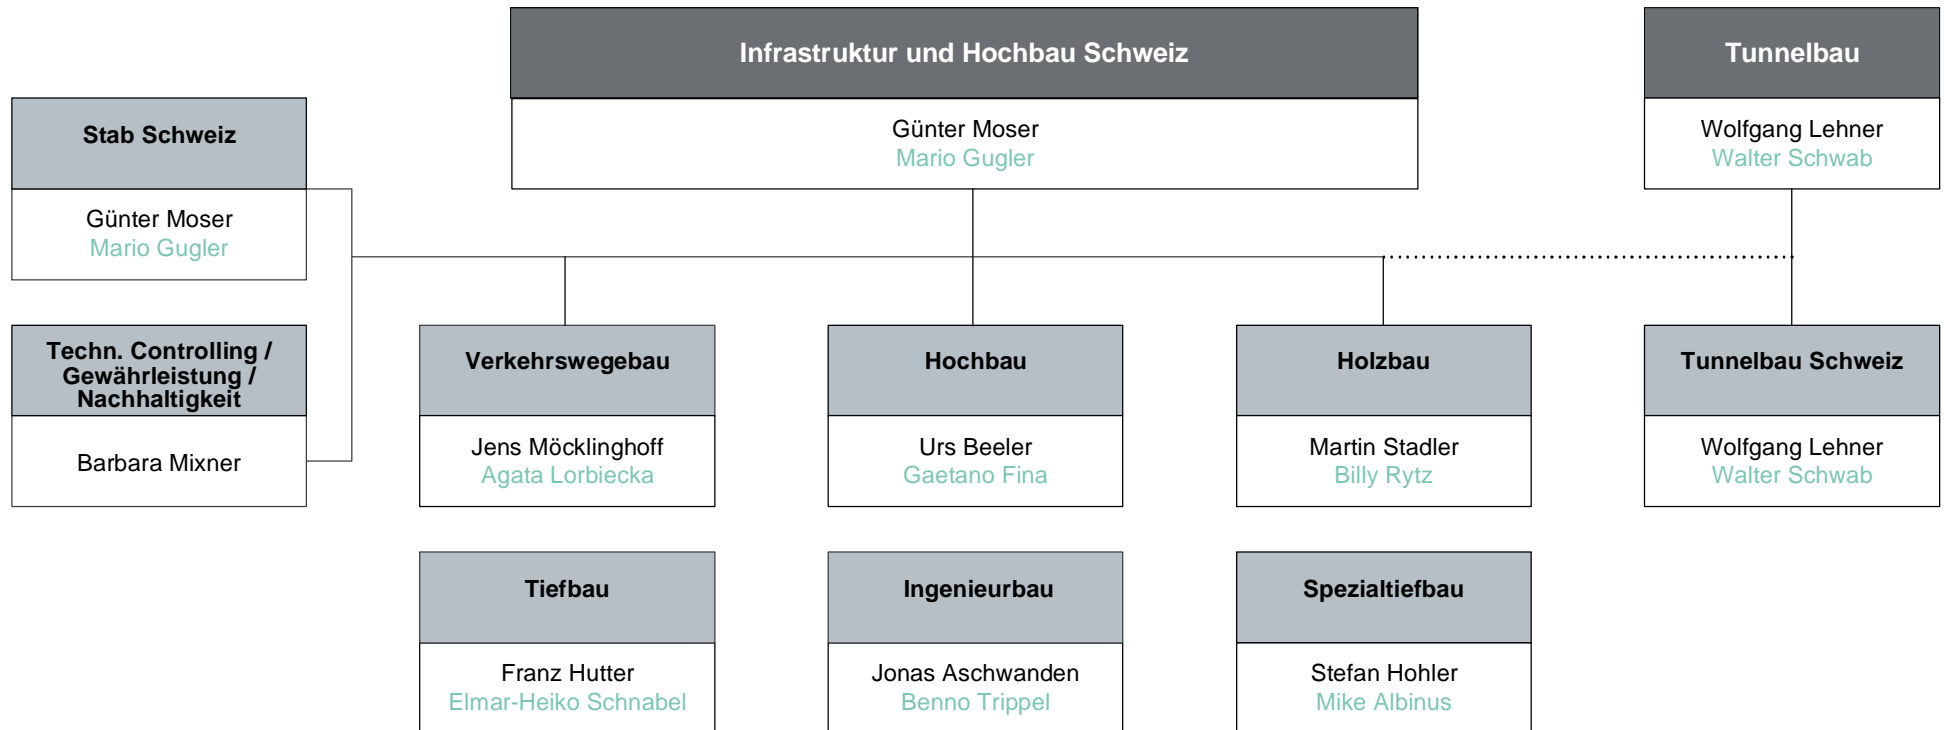 Infrastruktur und Hochbau Schweiz
Günter Moser
Mario Gugler
Tunnelbau
Wolfgang Lehner
Walter Schwab
Stab Schweiz
Günter Moser
Mario Gugler
Techn. Controlling /
Gewährleistung /
Nachhaltigkeit
Barbara Mixner
Verkehrswegebau
Jens Möcklinghoff
Agata Lorbiecka
Hochbau
Urs Beeler
Gaetano Fina
Holzbau
Martin Stadler
Billy Rytz
Tunnelbau Schweiz
Wolfgang Lehner
Walter Schwab
Tiefbau
Franz Hutter
Elmar-Heiko Schnabel
Ingenieurbau
Jonas Aschwanden
Benno Trippel
Spezialtiefbau
Stefan Hohler
Mike Albinus